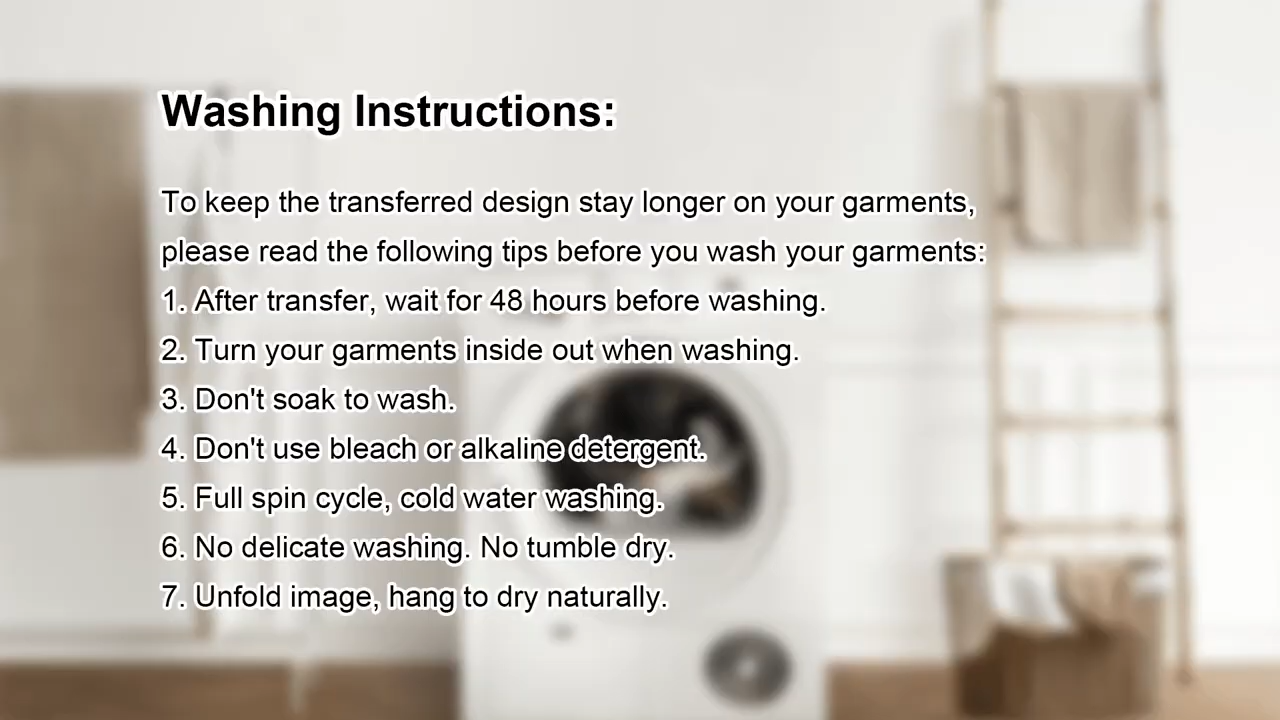 Washing Instructions:
To keep the transferred design stay longer on your garments,
please read the following tips before you wash your garments:
1. After transfer, wait for 48 hours before washing.
2. Turn your garments inside out when washing.
3. Don't soak to wash.
4. Don't use bleach or alkaline detergent.
5. Full spin cycle, cold water washing.
6. No delicate washing. No tumble dry.
7. Unfold image, hang to dry naturally.